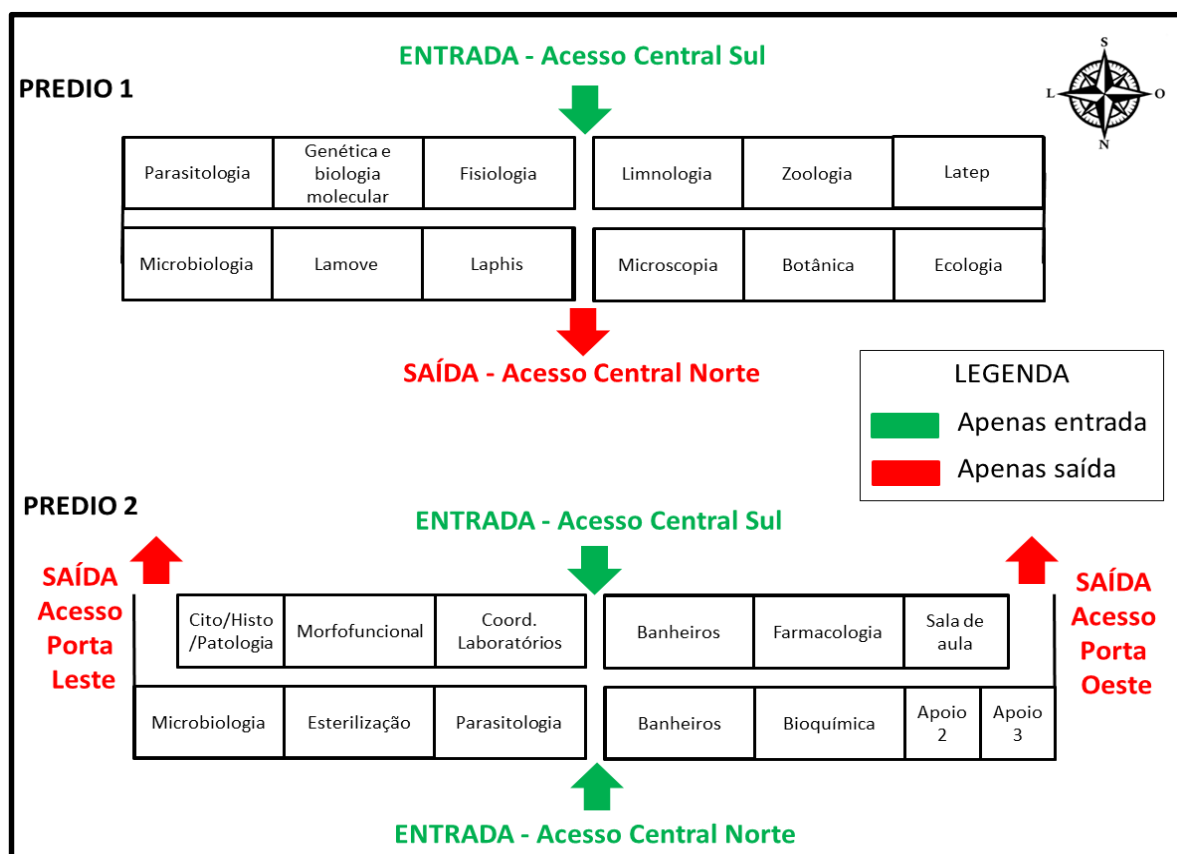 ENTRADA - Acesso Central Sul
PREDIO 1
S
L
O
N
Parasitologia
Genética e
biologia
molecular
Fisiologia
Limnologia
Zoologia
Latep
Microbiologia
Lamove
Laphis
Microscopia
Botânica
Ecologia
SAÍDA - Acesso Central Norte
LEGENDA
Apenas entrada
Apenas saída
PREDIO 2
ENTRADA - Acesso Central Sul
SAÍDA
Acesso
Porta
Leste
Cito/Histo
/Patologia
Morfofuncional
Coord.
Laboratórios
Banheiros
Farmacologia
Sala de
aula
SAÍDA
Acesso
Porta
Oeste
Microbiologia
Esterilização
Parasitologia
Banheiros
Bioquímica
Apoio
2
Apoio
3
ENTRADA - Acesso Central Norte